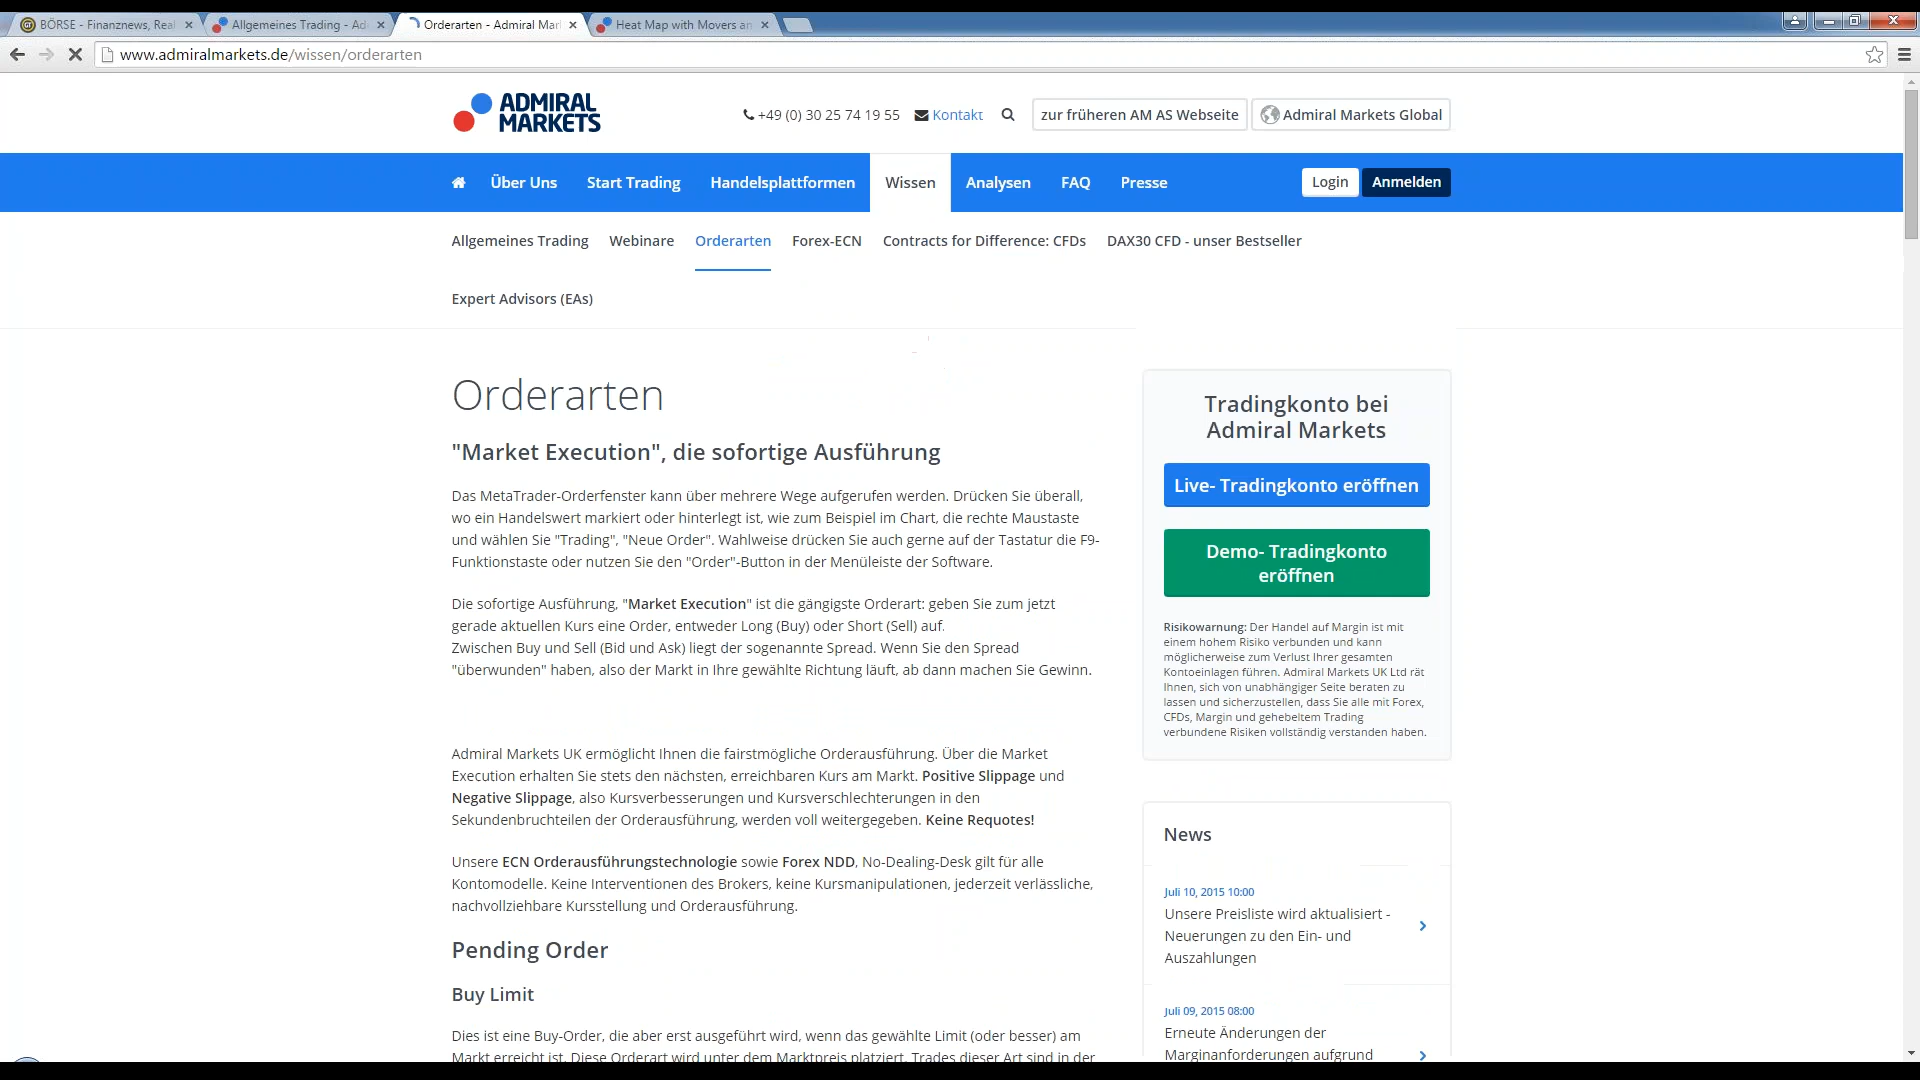 BÖRSE - Finanznews, Rea
Allgemeines Trading - Ad
Orderarten - Admiral Mar
Heat Map with Movers an
www.admiralmarkets.de/wissen/orderarten
ADMIRAL
MARKETS
+49 (0) 30 25 74 19 55
Kontakt
zur früheren AM AS Webseite
Admiral Markets Global
Über Uns
Start Trading
Handelsplattformen
Wissen
Analysen
FAQ
Presse
Login
Anmelden
Allgemeines Trading
Webinare
Orderarten
Forex-ECN
Contracts for Difference: CFDs
DAX30 CFD - unser Bestseller
Expert Advisors (EAs)
Orderarten
"Market Execution", die sofortige Ausführung
Das MetaTrader-Orderfenster kann über mehrere Wege aufgerufen werden. Drücken Sie überall,
wo ein Handelswert markiert oder hinterlegt ist, wie zum Beispiel im Chart, die rechte Maustaste
und wählen Sie "Trading", "Neue Order". Wahlweise drücken Sie auch gerne auf der Tastatur die F9-
Funktionstaste oder nutzen Sie den "Order"-Button in der Menüleiste der Software.
Die sofortige Ausführung, "Market Execution" ist die gängigste Orderart: geben Sie zum jetzt
gerade aktuellen Kurs eine Order, entweder Long (Buy) oder Short (Sell) auf.
Zwischen Buy und Sell (Bid und Ask) liegt der sogenannte Spread. Wenn Sie den Spread
"überwunden" haben, also der Markt in Ihre gewählte Richtung läuft, ab dann machen Sie Gewinn.
Admiral Markets UK ermöglicht Ihnen die fairstmögliche Orderausführung. Über die Market
Execution erhalten Sie stets den nächsten, erreichbaren Kurs am Markt. Positive Slippage und
Negative Slippage, also Kursverbesserungen und Kursverschlechterungen in den
Sekundenbruchteilen der Orderausführung, werden voll weitergegeben. Keine Requotes!
Unsere ECN Orderausführungstechnologie sowie Forex NDD, No-Dealing-Desk gilt für alle
Kontomodelle. Keine Interventionen des Brokers, keine Kursmanipulationen, jederzeit verlässliche,
nachvollziehbare Kursstellung und Orderausführung.
Pending Order
Buy Limit
Dies ist eine Buy-Order, die aber erst ausgeführt wird, wenn das gewählte Limit (oder besser) am
Markt erreicht ist. Diese Orderart wird unter dem Marktpreis platziert. Trades dieser Art sind in der
Tradingkonto bei
Admiral Markets
Live- Tradingkonto eröffnen
Demo- Tradingkonto
eröffnen
Risikowarnung: Der Handel auf Margin ist mit
einem hohem Risiko verbunden und kann
möglicherweise zum Verlust Ihrer gesamten
Kontoeinlagen führen. Admiral Markets UK Ltd rät
Ihnen, sich von unabhängiger Seite beraten zu
lassen und sicherzustellen, dass Sie alle mit Forex,
CFDs, Margin und gehebeltem Trading
verbundene Risiken vollständig verstanden haben.
News
Juli 10, 2015 10:00
Unsere Preisliste wird aktualisiert -
Neuerungen zu den Ein- und
Auszahlungen
Juli 09, 2015 08:00
Erneute Änderungen der
Marginanforderungen aufgrund